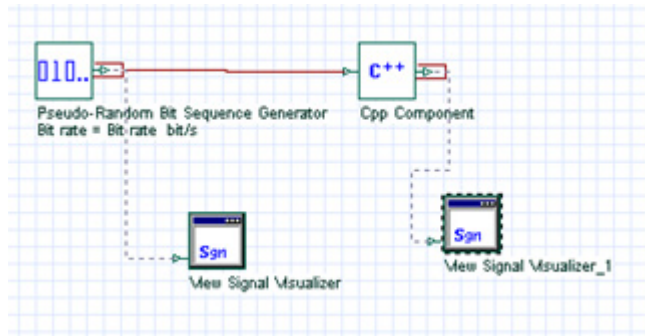 010..
C++
Pseudo-Random Bit Sequence Generator
Bit rate = Bit rate bit/s
Cpp Component
Sgn
View Signal Visualizer
Sgn
View Signal Visualizer_1